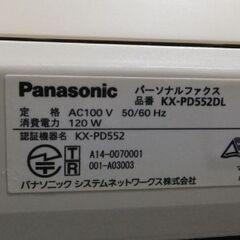 Panasonic パーソナルファクス
品番 KX-PD552DL
定 格 AC100 V 50/60 Hz
消費電力 120 W
認証機器名 KX-PD552
T A14-0070001
R 001-A03003
パナソニック システムネットワークス株式会社